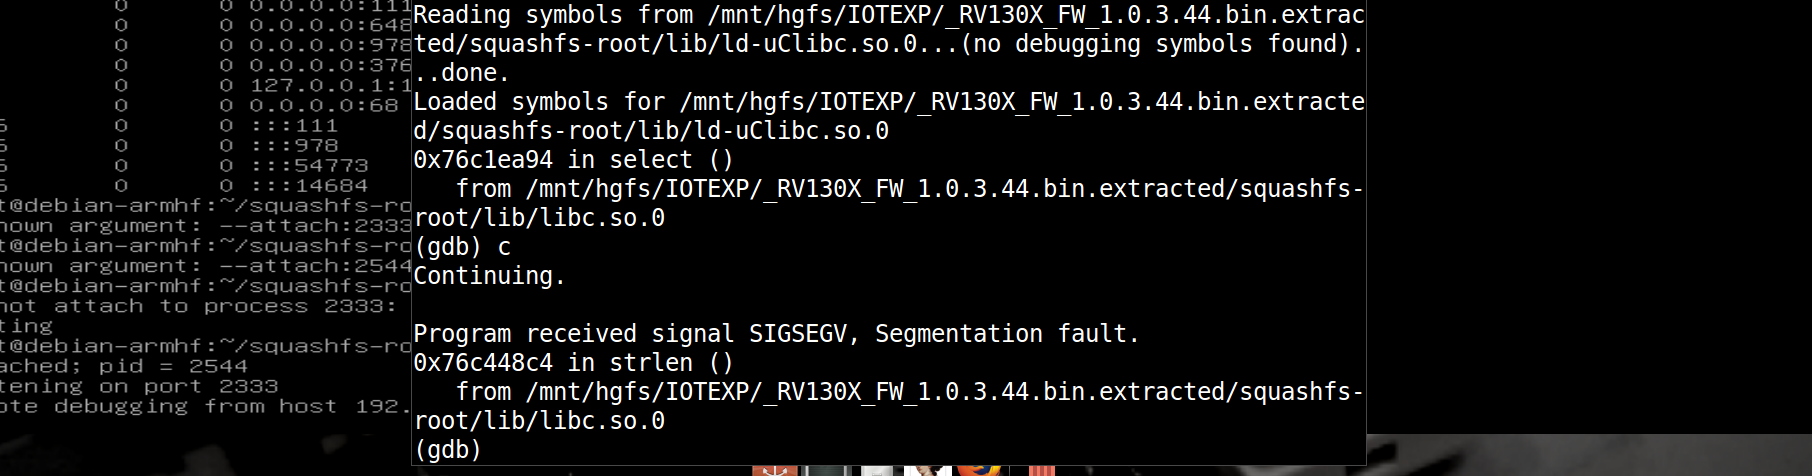 0 0 0.0.0.0:111
0 0 0.0.0.0:648
0 0 0.0.0.0:978
0 0 0.0.0.0:376
0 0 127.0.0.1:1
0 0 0.0.0.0:68
6 0 0 :::111
6 0 0 :::978
6 0 0 :::54773
6 0 0 :::14684
t@debian-armhf:~/squashfs-ro
nown argument: --attach:2333
t@debian-armhf:~/squashfs-ro
nown argument: --attach:2544
t@debian-armhf:~/squashfs-ro
not attach to process 2333:
ting
t@debian-armhf:~/squashfs-ro
ached; pid = 2544
tening on port 2333
ote debugging from host 192.
Reading symbols from /mnt/hgfs/IOTEXP/_RV130X_FW_1.0.3.44.bin.extrac
ted/squashfs-root/lib/ld-uClibc.so.0...(no debugging symbols found).
..done.
Loaded symbols for /mnt/hgfs/IOTEXP/_RV130X_FW_1.0.3.44.bin.extracte
d/squashfs-root/lib/ld-uClibc.so.0
0x76c1ea94 in select ()
from /mnt/hgfs/IOTEXP/_RV130X_FW_1.0.3.44.bin.extracted/squashfs-
root/lib/libc.so.0
(gdb) c
Continuing.
Program received signal SIGSEGV, Segmentation fault.
0x76c448c4 in strlen ()
from /mnt/hgfs/IOTEXP/_RV130X_FW_1.0.3.44.bin.extracted/squashfs-
root/lib/libc.so.0
(gdb)